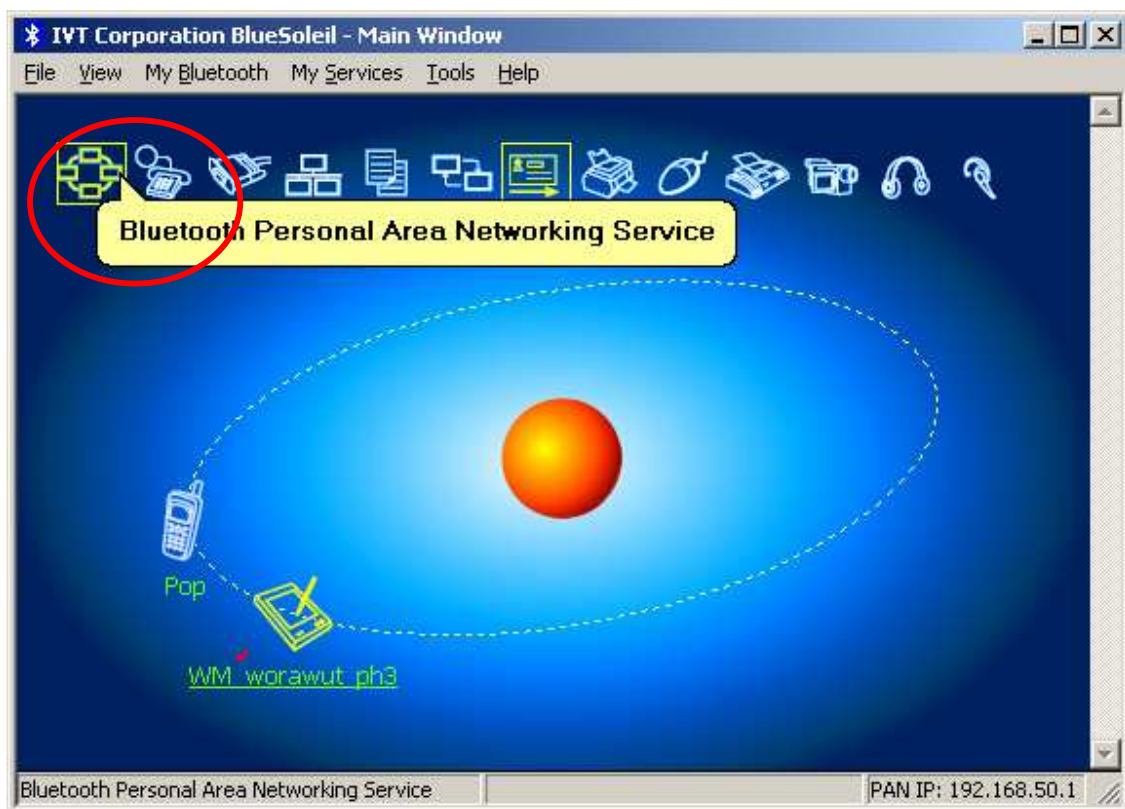 IVT Corporation BlueSoleil - Main Window
File View My Bluetooth My Services Tools Help
Bluetooth Personal Area Networking Service
Pop
WM_worawut_ph3
Bluetooth Personal Area Networking Service PAN IP: 192.168.50.1